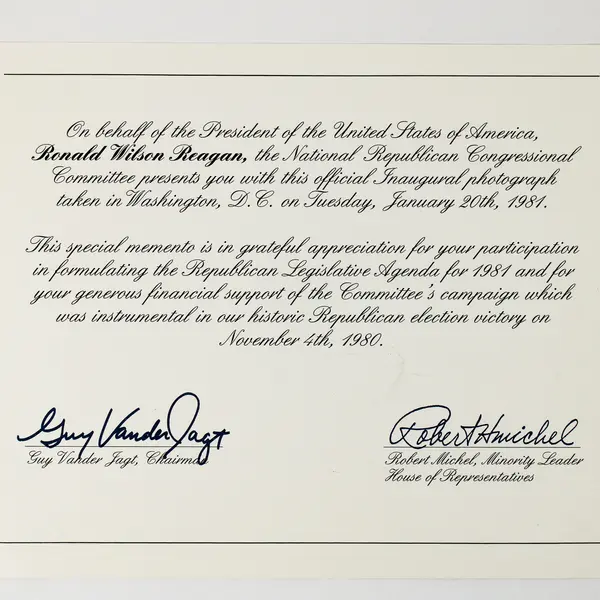 On behalf of the President of the United States of America,
Ronald Wilson Reagan, the National Republican Congressional
Committee presents you with this official Inaugural photograph
taken in Washington, D.C. on Tuesday, January 20th, 1981.
This special memento is in grateful appreciation for your participation
in formulating the Republican Legislative Agenda for 1981 and for
your generous financial support of the Committee's campaign which
was instrumental in our historic Republican election victory on
November 4th, 1980.
Guy Vander Jagt
Guy Vander Jagt, Chairman
Robert H Michel
Robert Michel, Minority Leader
House of Representatives